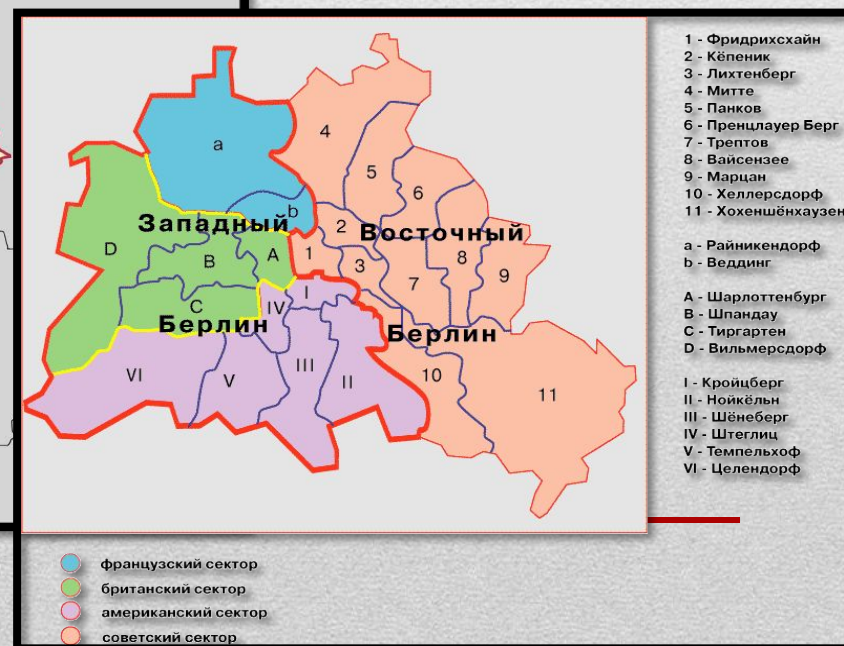 a
b
D
B
A
C
Западный
Берлин
4
5
6
2
1
3
7
8
9
Восточный
Берлин
10
11
IV
I
VI
V
III
II
1 - Фридрихсхайн
2 - Кёпеник
3 - Лихтенберг
4 - Митте
5 - Панков
6 - Пренцлауер Берг
7 - Трептов
8 - Вайсензее
9 - Марцан
10 - Хеллерсдорф
11 - Хохеншёнхаузен
a - Райникендорф
b - Веддинг
A - Шарлоттенбург
B - Шпандау
C - Тиргартен
D - Вильмерсдорф
I - Кройцберг
II - Нойкёльн
III - Шёнеберг
IV - Штеглиц
V - Темпельхоф
VI - Целендорф
французский сектор
британский сектор
американский сектор
советский сектор